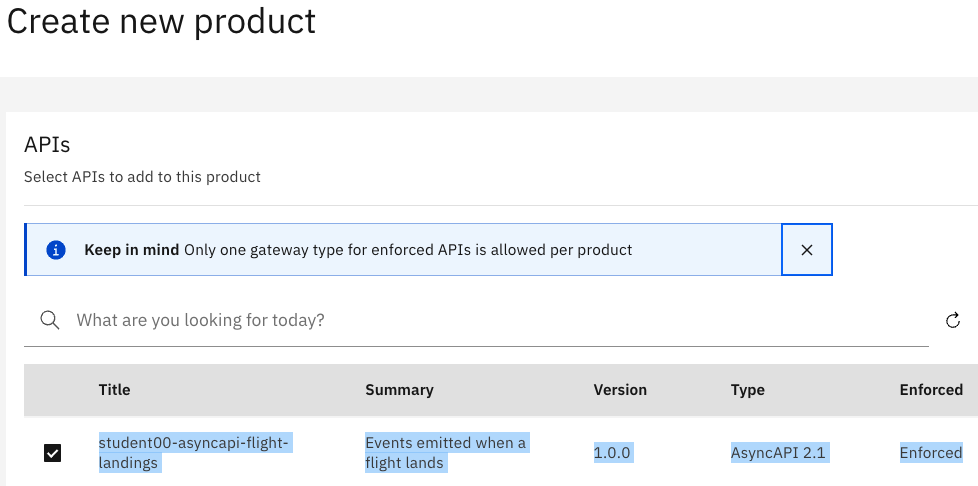 Create new product
APIs
Select APIs to add to this product
Keep in mind Only one gateway type for enforced APIs is allowed per product
What are you looking for today?
Title Summary Version Type Enforced
student00-asyncapi-flight- Events emitted when a 1.0.0 AsyncAPI 2.1 Enforced
landings flight lands